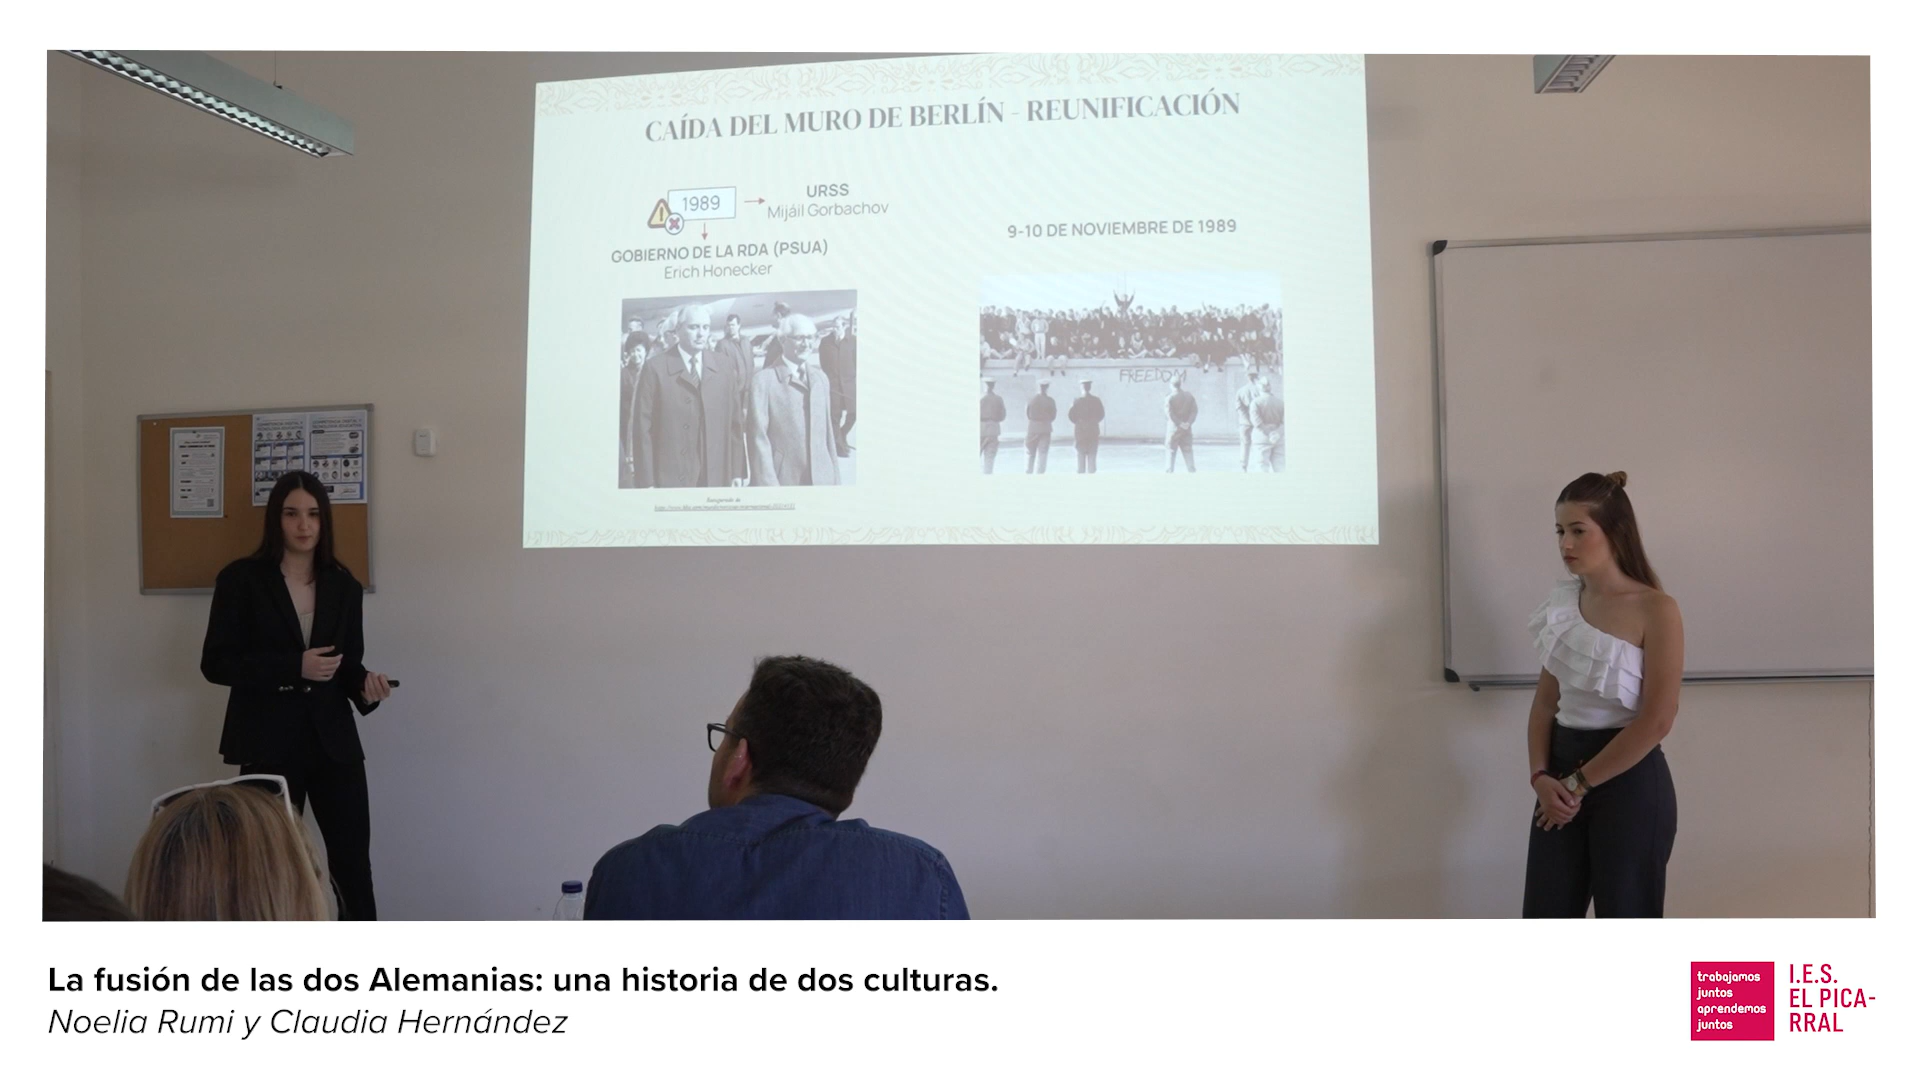 CAÍDA DEL MURO DE BERLÍN - REUNIFICACIÓN
1989
URSS
Mijáil Gorbachov
GOBIERNO DE LA RDA (PSUA)
Erich Honecker
9-10 DE NOVIEMBRE DE 1989
FREEDOM
La fusión de las dos Alemanias: una historia de dos culturas.
Noelia Rumi y Claudia Hernández
trabajamos
juntos
aprendemos
juntos
I.E.S.
EL PICA-
RRAL